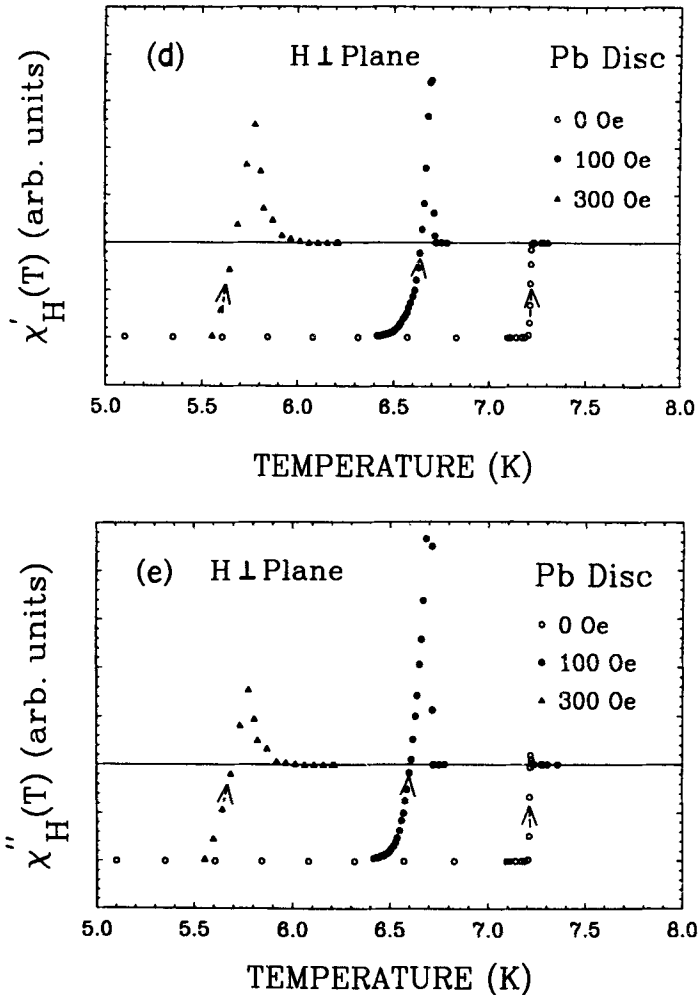 (d) H ⊥ Plane Pb Disc
0 Oe
100 Oe
300 Oe
χ′H(T) (arb. units)
5.0 5.5 6.0 6.5 7.0 7.5 8.0
TEMPERATURE (K)
(e) H ⊥ Plane Pb Disc
0 Oe
100 Oe
300 Oe
χ″H(T) (arb. units)
5.0 5.5 6.0 6.5 7.0 7.5 8.0
TEMPERATURE (K)